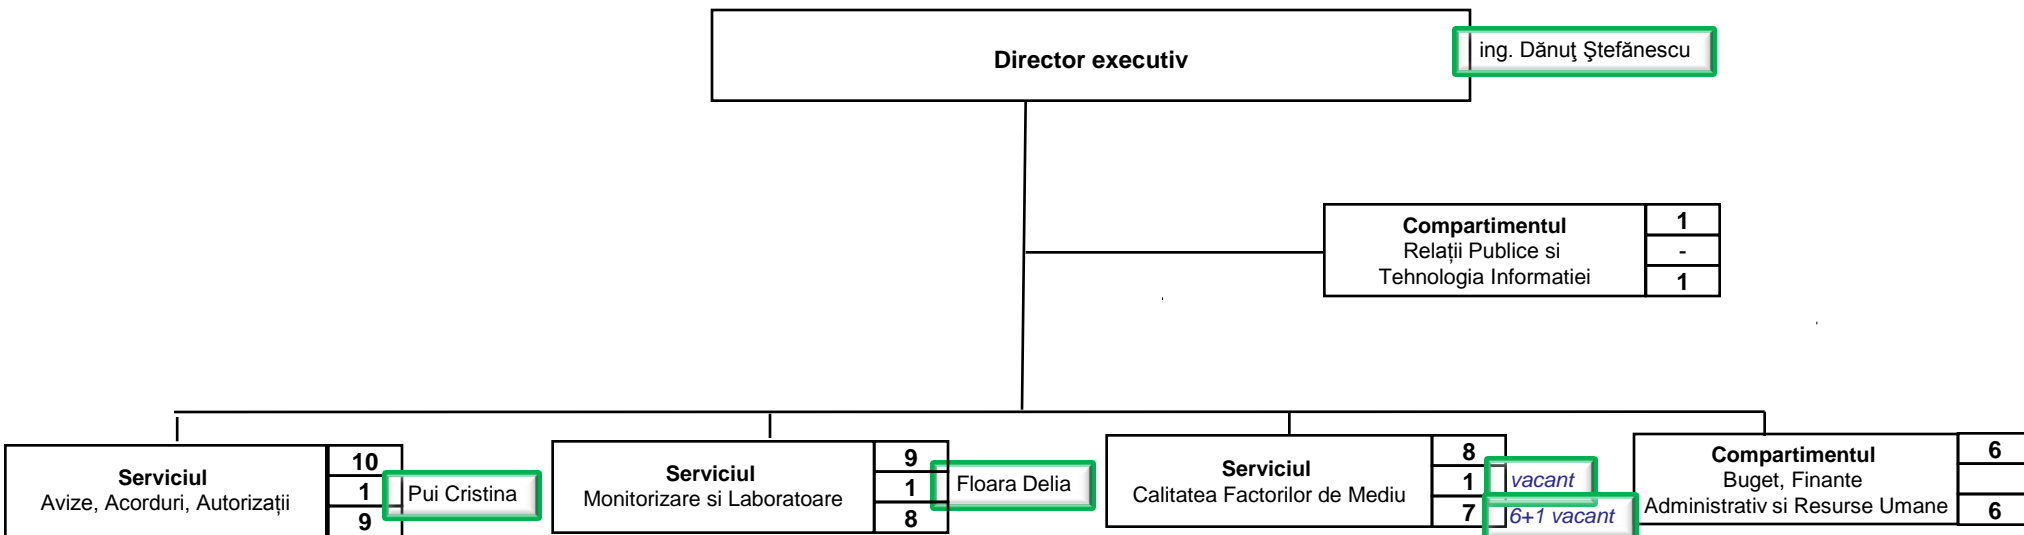 Director executiv
ing. Dănuţ Ştefănescu
Compartimentul
Relații Publice si
Tehnologia Informatiei
1
-
1
Serviciul
Avize, Acorduri, Autorizații
10
1
9
Pui Cristina
Serviciul
Monitorizare si Laboratoare
9
1
8
Floara Delia
Serviciul
Calitatea Factorilor de Mediu
8
1
7
vacant
6+1 vacant
Compartimentul
Buget, Finante
Administrativ si Resurse Umane
6
6